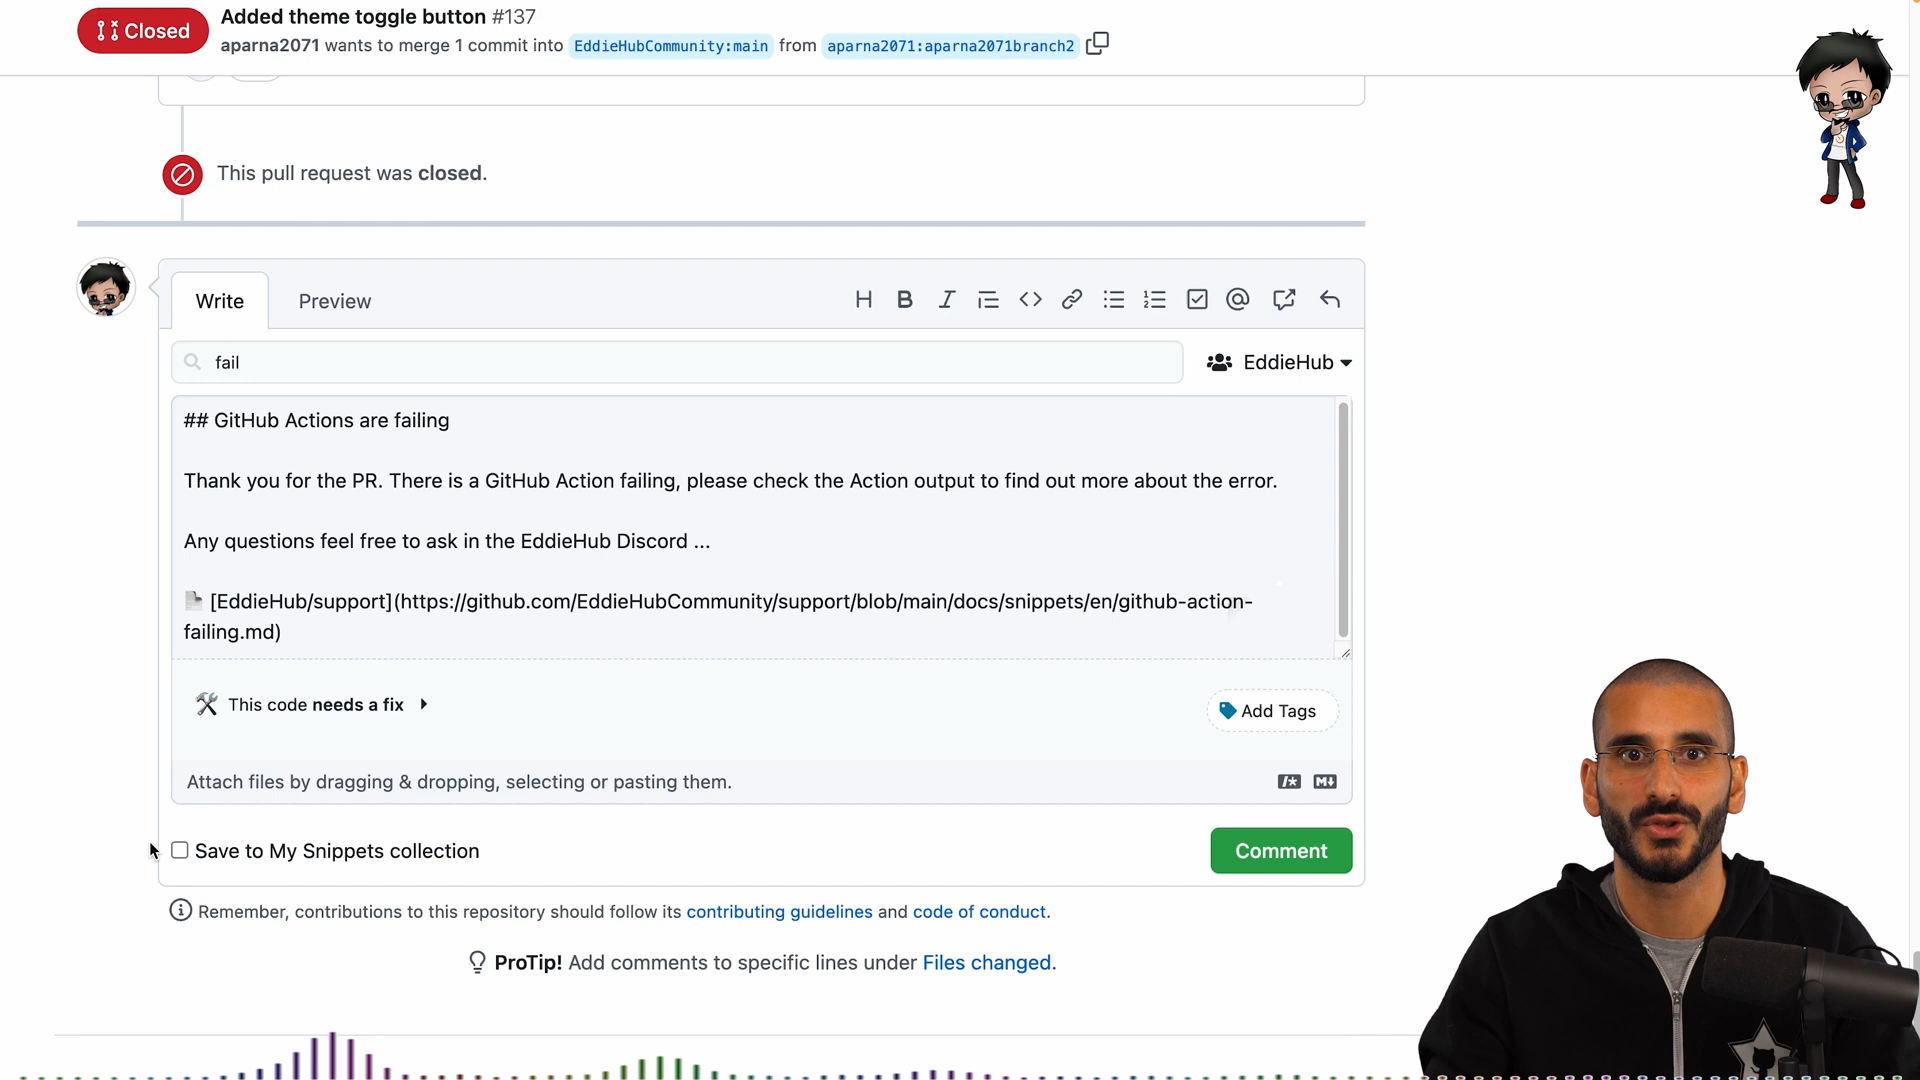 Closed
Added theme toggle button #137
aparna2071 wants to merge 1 commit into EddieHubCommunity:main from aparna2071:aparna2071branch2
This pull request was closed.
Write Preview
fail
EddieHub
## GitHub Actions are failing
Thank you for the PR. There is a GitHub Action failing, please check the Action output to find out more about the error.
Any questions feel free to ask in the EddieHub Discord ...
[EddieHub/support](https://github.com/EddieHubCommunity/support/blob/main/docs/snippets/en/github-action-
failing.md)
This code needs a fix
Add Tags
Attach files by dragging & dropping, selecting or pasting them.
Save to My Snippets collection
Comment
Remember, contributions to this repository should follow its contributing guidelines and code of conduct.
ProTip! Add comments to specific lines under Files changed.